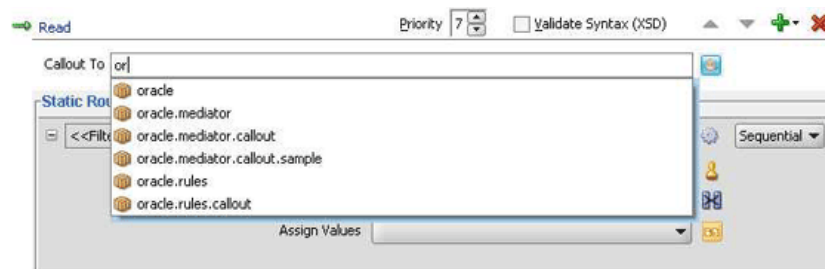 Read Priority 7 Validate Syntax (XSD)
Callout To or
oracle
Static Rou
oracle.mediator
<<Filte oracle.mediator.callout Sequential
oracle.mediator.callout.sample
oracle.rules
oracle.rules.callout
Assign Values